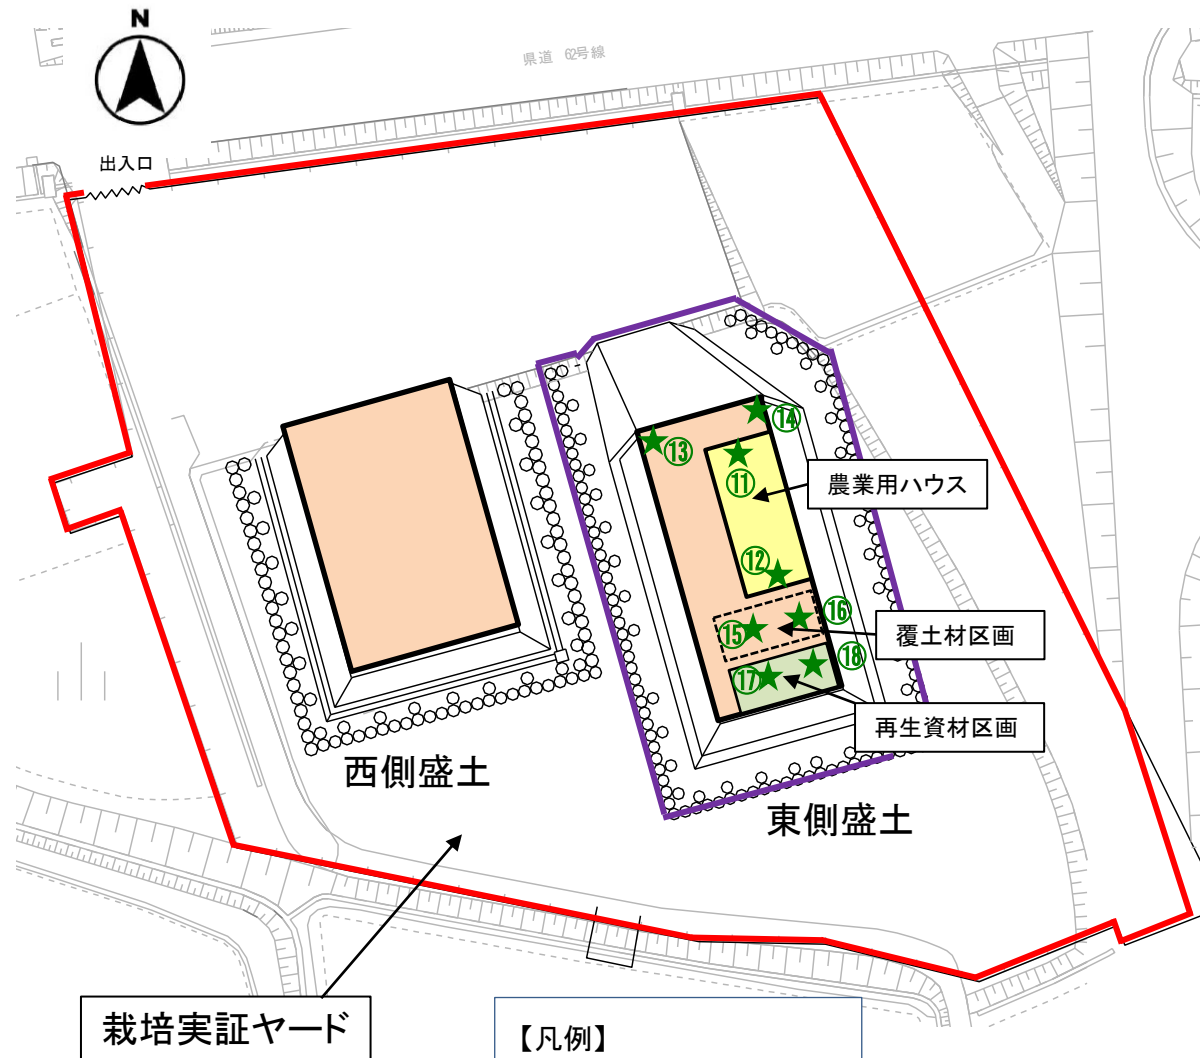 N
県道 62号線
出入口
⑭
⑬
⑪
農業用ハウス
⑫
⑯
⑮
覆土材区画
⑱
⑰
再生資材区画
西側盛土
東側盛土
栽培実証ヤード
【凡例】